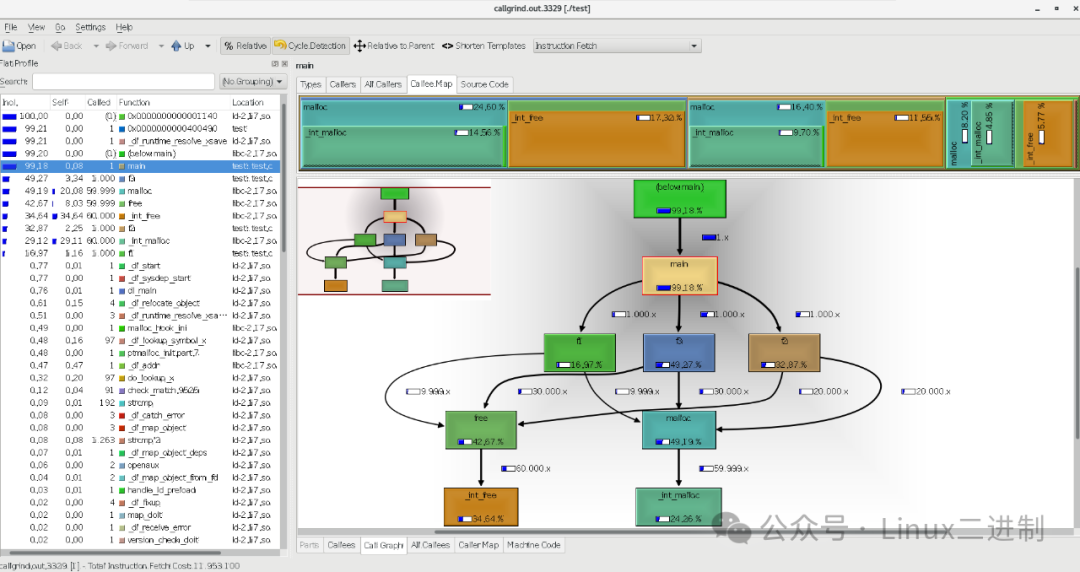 callgrind.out.3329 [./test]
File View Go Settings Help
Open Back Forward Up % Relative Cycle Detection Relative to Parent <> Shorten Templates Instruction Fetch
Flat Profile
Search: (No Grouping)
Incl. Self Called Function Location
100,00 0,00 (0) 0x0000000000001140 ld-2.17.so
99,21 0,00 1 0x0000000000400490 test
99,21 0,00 1
99,20 0,00 (0) (below main) libc-2.17.so
99,18 0,08 1 main test: test.c
49,27 3,34 1.000 f3 test: test.c
49,19 20,08 59.999 malloc libc-2.17.so
42,67 8,03 59.999 free libc-2.17.so
34,64 34,64 60.000 _int_free libc-2.17.so
32,87 2,25 1.000 f2 test: test.c
29,12 29,11 60.000 _int_malloc libc-2.17.so
16,97 1,16 1.000 f1 test: test.c
0,77 0,01 1 _dl_start ld-2.17.so
0,77 0,00 1 _dl_sysdep_start ld-2.17.so
0,76 0,01 1 dl_main ld-2.17.so
0,61 0,15 4 _dl_relocate_object ld-2.17.so
0,51 0,00 3 ld-2.17.so
0,49 0,00 1 malloc_hook_ini libc-2.17.so
0,48 0,16 97 _dl_lookup_symbol_x ld-2.17.so
0,48 0,00 1 ptmalloc_init.part.7 libc-2.17.so
0,47 0,47 1 _dl_addr libc-2.17.so
0,32 0,20 97 do_lookup_x ld-2.17.so
0,12 0,04 91 check_match.9525 ld-2.17.so
0,09 0,01 192 strcmp ld-2.17.so
0,08 0,00 3 _dl_catch_error ld-2.17.so
0,08 0,00 3 _dl_map_object ld-2.17.so
0,08 0,08 1.263 strcmp'2 ld-2.17.so
0,07 0,01 1 _dl_map_object_deps ld-2.17.so
0,06 0,00 2 openaux ld-2.17.so
0,04 0,01 2 _dl_map_object_from_fd ld-2.17.so
0,03 0,01 1 handle_ld_preload ld-2.17.so
0,02 0,00 4 _dl_fixup ld-2.17.so
0,02 0,00 1 map_doit ld-2.17.so
0,02 0,00 1 _dl_receive_error ld-2.17.so
0,02 0,00 1 version_check_doit ld-2.17.so
main
Types Callers All Callers Callee Map Source Code
malloc 24,60 %
_int_malloc 14,56 %
_int_free 17,32 %
malloc 16,40 %
_int_malloc 9,70 %
_int_free 11,55 %
malloc 8,20 %
_int_malloc 4,85 %
_int_free 5,77 %
(below main)
99,18 %
1 x
main
99,18 %
1.000 x 1.000 x 1.000 x
f1 f3 f2
16,97 % 49,27 % 32,87 %
9.999 x 30.000 x 9.999 x 30.000 x 20.000 x 20.000 x
free malloc
42,67 % 49,19 %
60.000 x 59.999 x
_int_free _int_malloc
34,64 % 24,26 %
公众号 · Linux二进制
Parts Callees Call Graph All Callees Caller Map Machine Code
callgrind.out.3329 [1] - Total Instruction Fetch Cost: 11.953.100